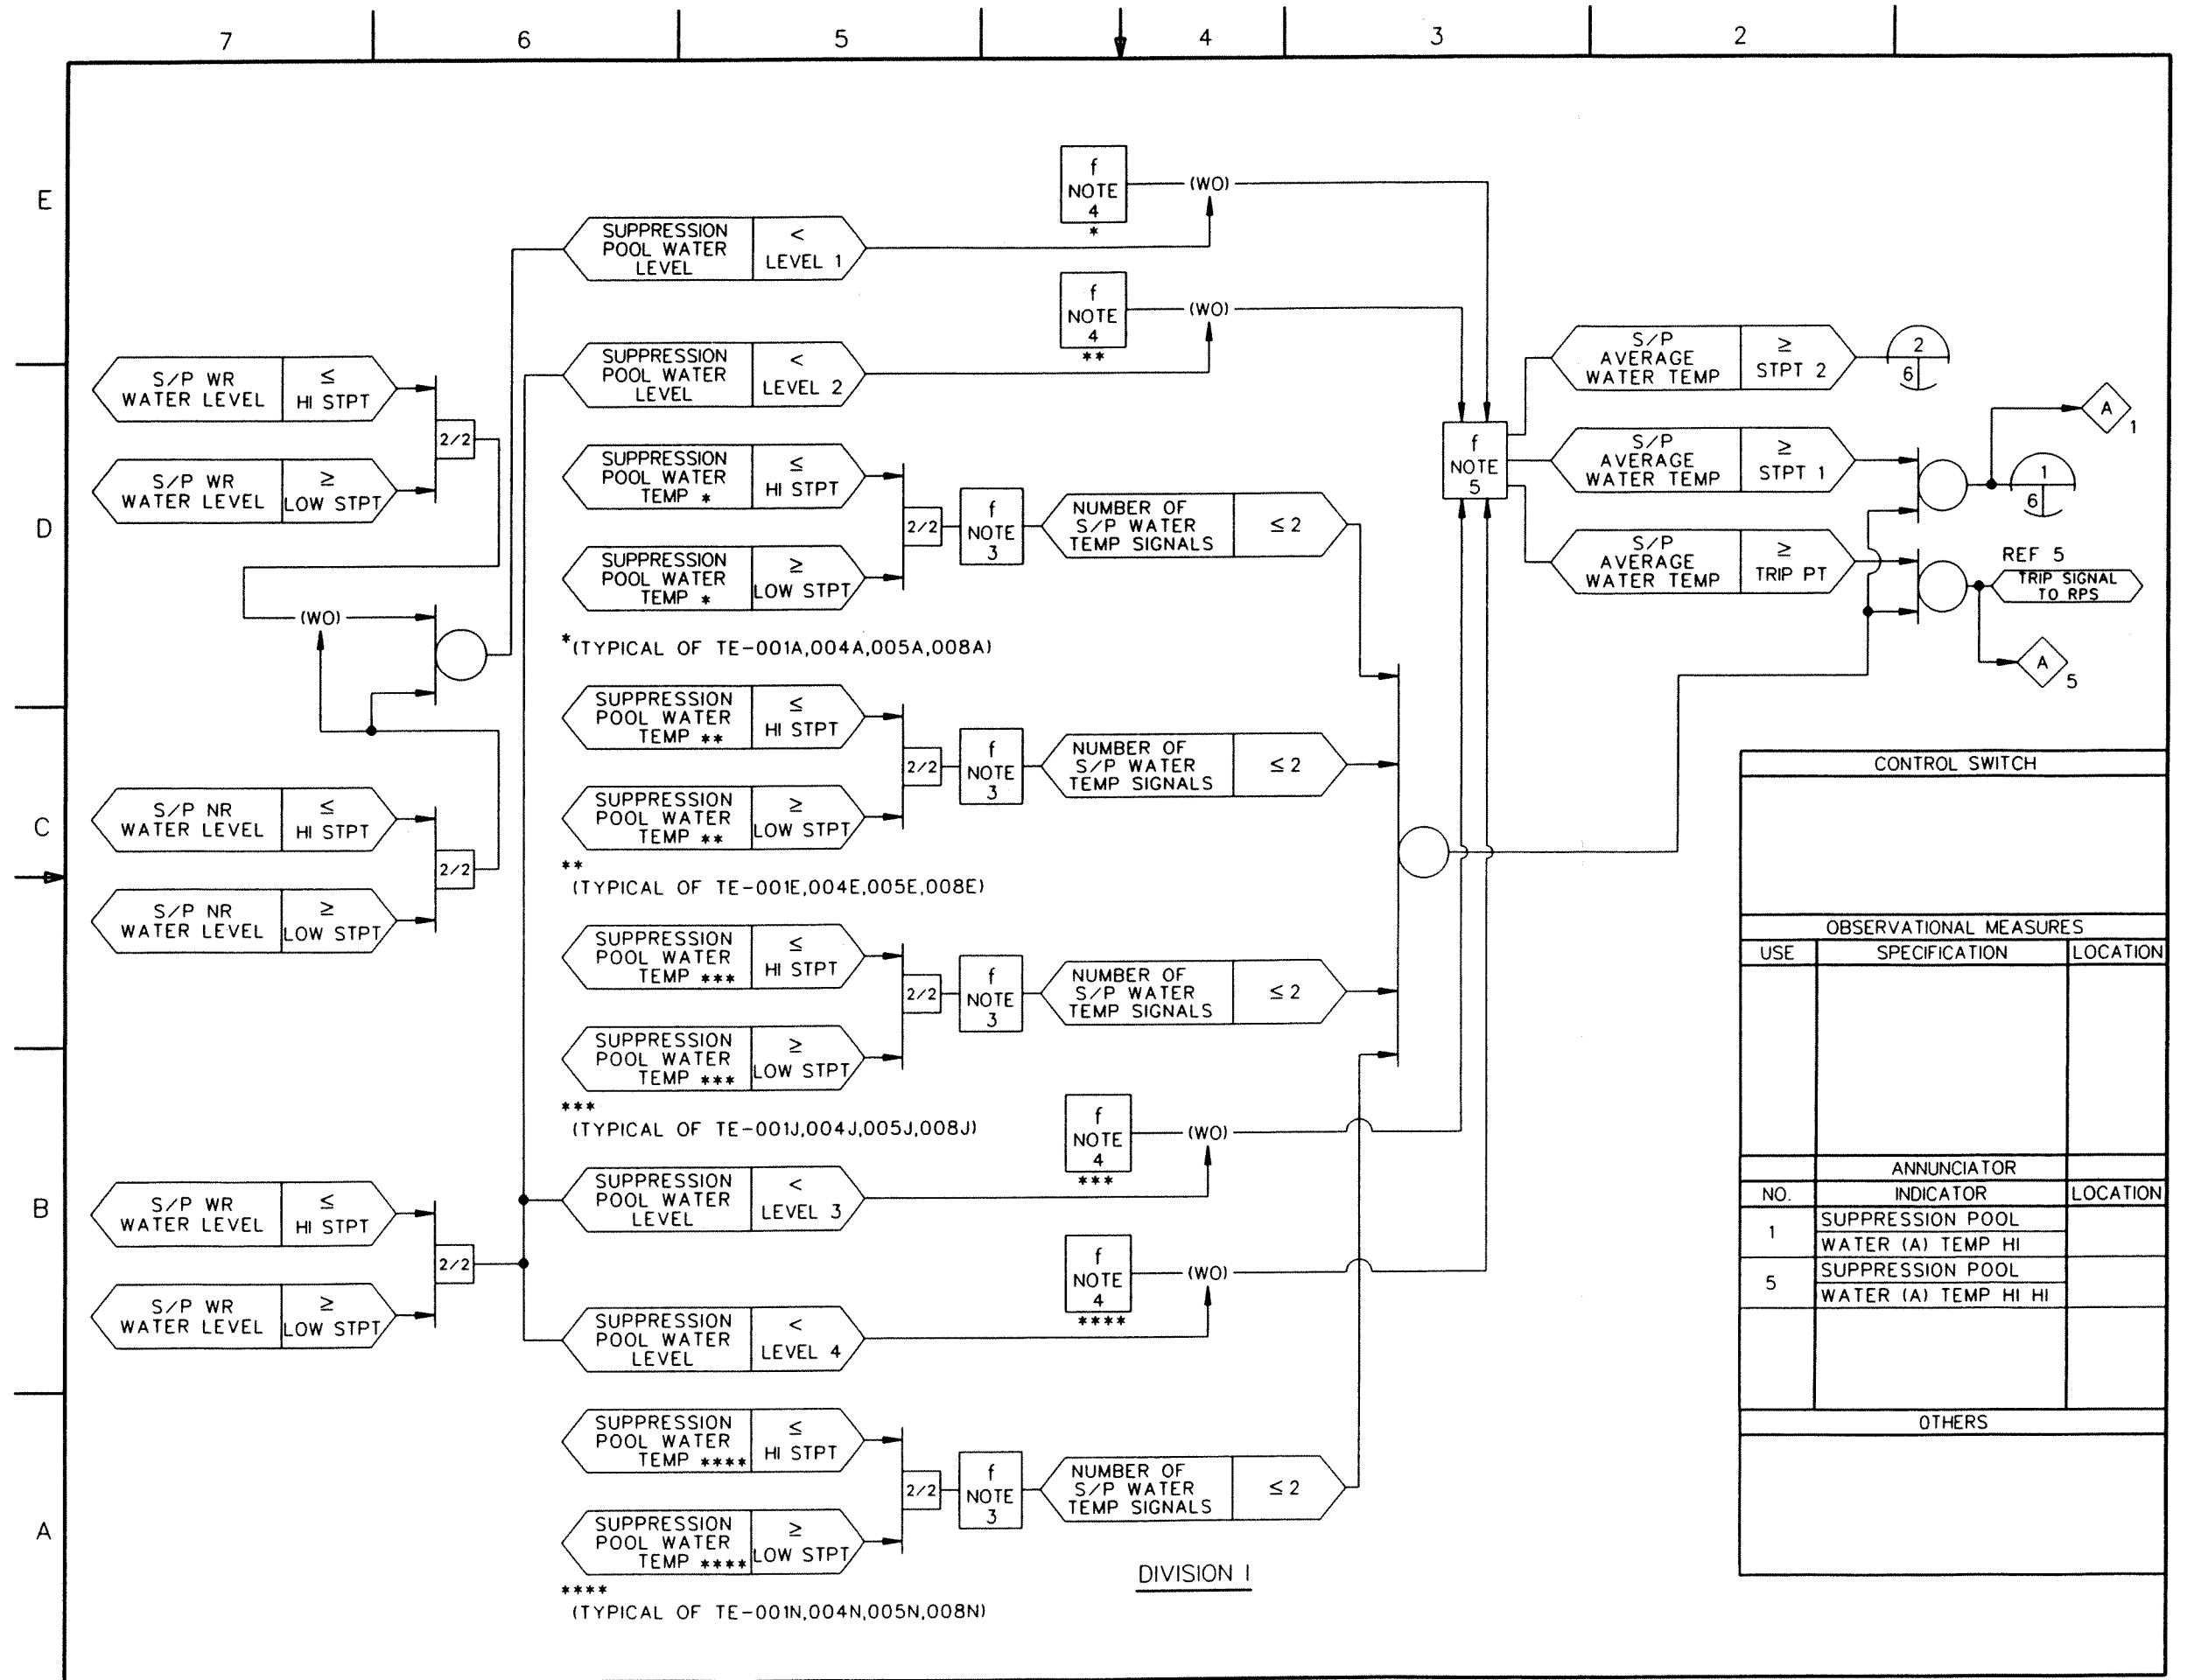 7 6 5 4 3 2
E
D
C
B
A
S/P WR
WATER LEVEL
≤
HI STPT
S/P WR
WATER LEVEL
≥
LOW STPT
2/2
(WO)
S/P NR
WATER LEVEL
≤
HI STPT
S/P NR
WATER LEVEL
≥
LOW STPT
2/2
S/P WR
WATER LEVEL
≤
HI STPT
S/P WR
WATER LEVEL
≥
LOW STPT
2/2
SUPPRESSION
POOL WATER
LEVEL
<
LEVEL 1
f
NOTE
4
*
(WO)
SUPPRESSION
POOL WATER
LEVEL
<
LEVEL 2
f
NOTE
4
**
(WO)
SUPPRESSION
POOL WATER
TEMP *
≤
HI STPT
SUPPRESSION
POOL WATER
TEMP *
≥
LOW STPT
2/2
f
NOTE
3
NUMBER OF
S/P WATER
TEMP SIGNALS
≤ 2
*(TYPICAL OF TE-001A,004A,005A,008A)
SUPPRESSION
POOL WATER
TEMP **
≤
HI STPT
SUPPRESSION
POOL WATER
TEMP **
≥
LOW STPT
2/2
f
NOTE
3
NUMBER OF
S/P WATER
TEMP SIGNALS
≤ 2
**
(TYPICAL OF TE-001E,004E,005E,008E)
SUPPRESSION
POOL WATER
TEMP ***
≤
HI STPT
SUPPRESSION
POOL WATER
TEMP ***
≥
LOW STPT
2/2
f
NOTE
3
NUMBER OF
S/P WATER
TEMP SIGNALS
≤ 2
***
(TYPICAL OF TE-001J,004J,005J,008J)
f
NOTE
4
***
(WO)
SUPPRESSION
POOL WATER
LEVEL
<
LEVEL 3
f
NOTE
4
****
(WO)
SUPPRESSION
POOL WATER
LEVEL
<
LEVEL 4
SUPPRESSION
POOL WATER
TEMP ****
≤
HI STPT
SUPPRESSION
POOL WATER
TEMP ****
≥
LOW STPT
2/2
f
NOTE
3
NUMBER OF
S/P WATER
TEMP SIGNALS
≤ 2
****
(TYPICAL OF TE-001N,004N,005N,008N)
DIVISION I
f
NOTE
5
S/P
AVERAGE
WATER TEMP
≥
STPT 2
2
6
S/P
AVERAGE
WATER TEMP
≥
STPT 1
A
1
1
6
S/P
AVERAGE
WATER TEMP
≥
TRIP PT
REF 5
TRIP SIGNAL
TO RPS
A
5
CONTROL SWITCH
OBSERVATIONAL MEASURES
USE SPECIFICATION LOCATION
ANNUNCIATOR
NO. INDICATOR LOCATION
1
SUPPRESSION POOL
WATER (A) TEMP HI
5
SUPPRESSION POOL
WATER (A) TEMP HI HI
OTHERS